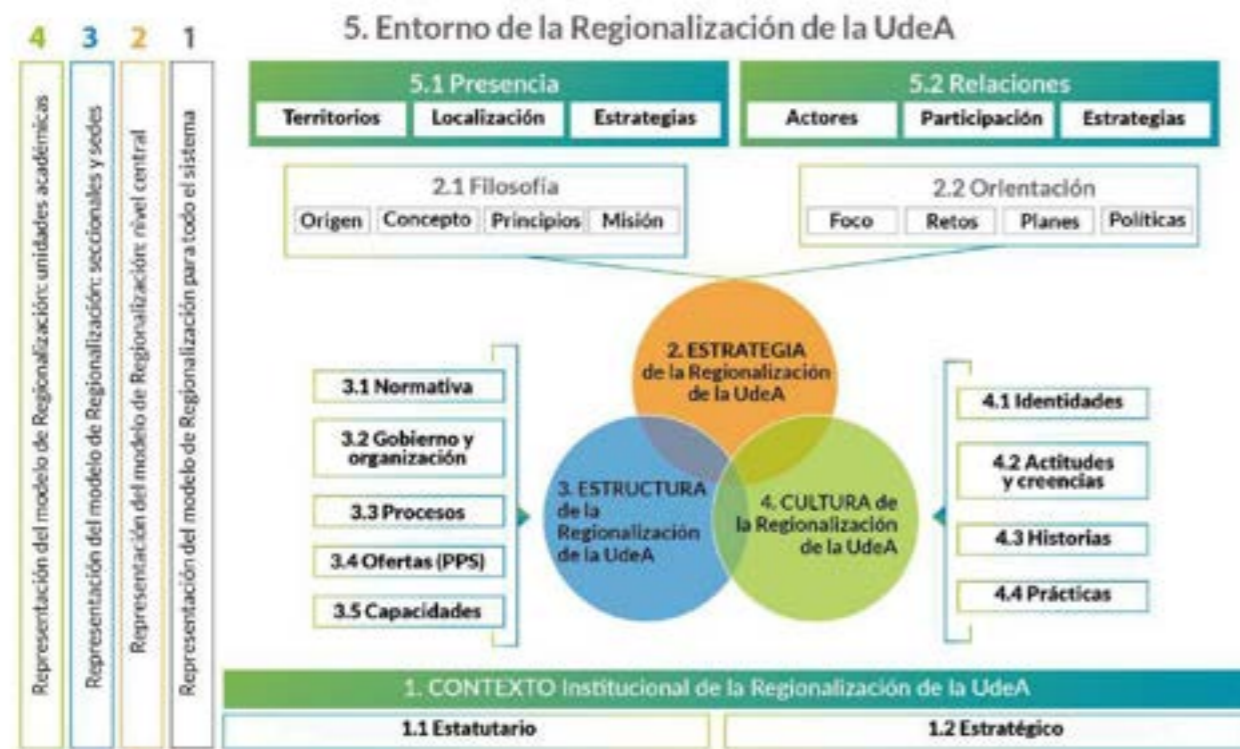 5. Entorno de la Regionalización de la UdeA
4
3
2
1
Representación del modelo de Regionalización: unidades académicas
Representación del modelo de Regionalización: seccionales y sedes
Representación del modelo de Regionalización: nivel central
Representación del modelo de Regionalización para todo el sistema
5.1 Presencia
Territorios
Localización
Estrategias
5.2 Relaciones
Actores
Participación
Estrategias
2.1 Filosofía
Origen
Concepto
Principios
Misión
2.2 Orientación
Foco
Retos
Planes
Políticas
2. ESTRATEGIA
de la Regionalización
de la UdeA
3.1 Normativa
3.2 Gobierno y
organización
3.3 Procesos
3.4 Ofertas (PPS)
3.5 Capacidades
3. ESTRUCTURA
de la
Regionalización
de la UdeA
4. CULTURA de
la Regionalización
de la UdeA
4.1 Identidades
4.2 Actitudes
y creencias
4.3 Historias
4.4 Prácticas
1. CONTEXTO Institucional de la Regionalización de la UdeA
1.1 Estatutario
1.2 Estratégico